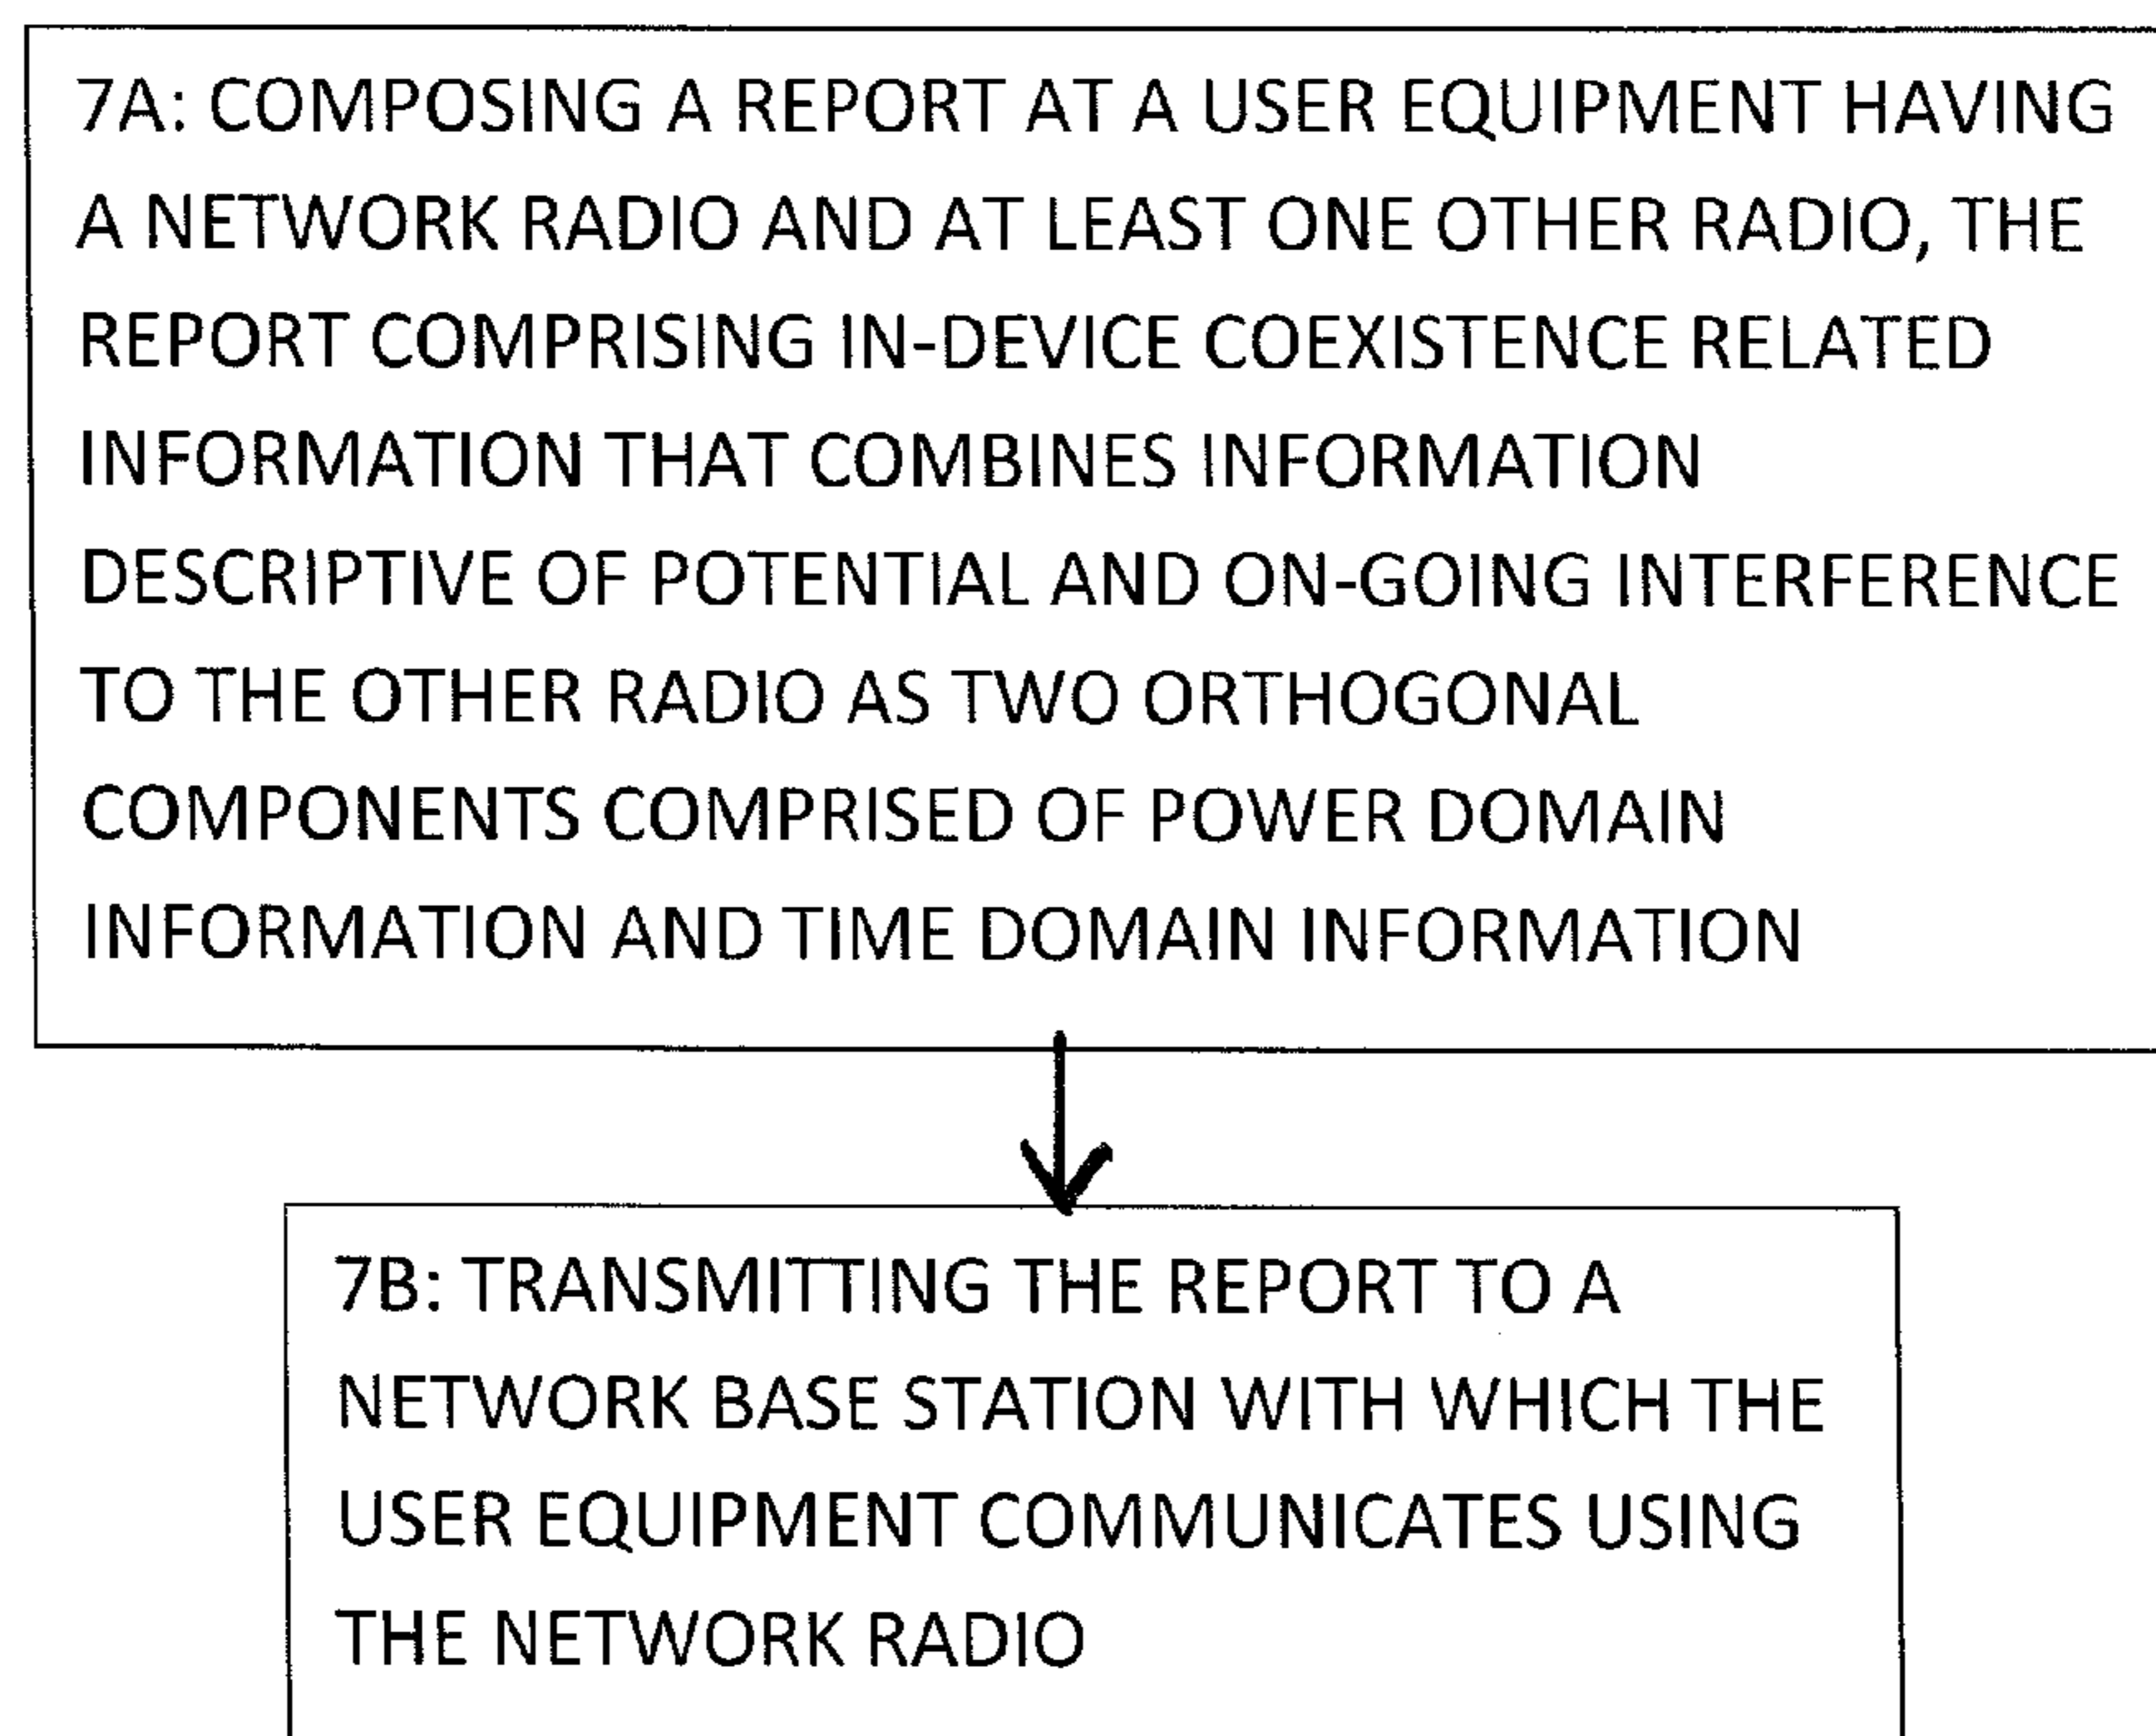 7A: COMPOSING A REPORT AT A USER EQUIPMENT HAVING
A NETWORK RADIO AND AT LEAST ONE OTHER RADIO, THE
REPORT COMPRISING IN-DEVICE COEXISTENCE RELATED
INFORMATION THAT COMBINES INFORMATION
DESCRIPTIVE OF POTENTIAL AND ON-GOING INTERFERENCE
TO THE OTHER RADIO AS TWO ORTHOGONAL
COMPONENTS COMPRISED OF POWER DOMAIN
INFORMATION AND TIME DOMAIN INFORMATION
7B: TRANSMITTING THE REPORT TO A
NETWORK BASE STATION WITH WHICH THE
USER EQUIPMENT COMMUNICATES USING
THE NETWORK RADIO